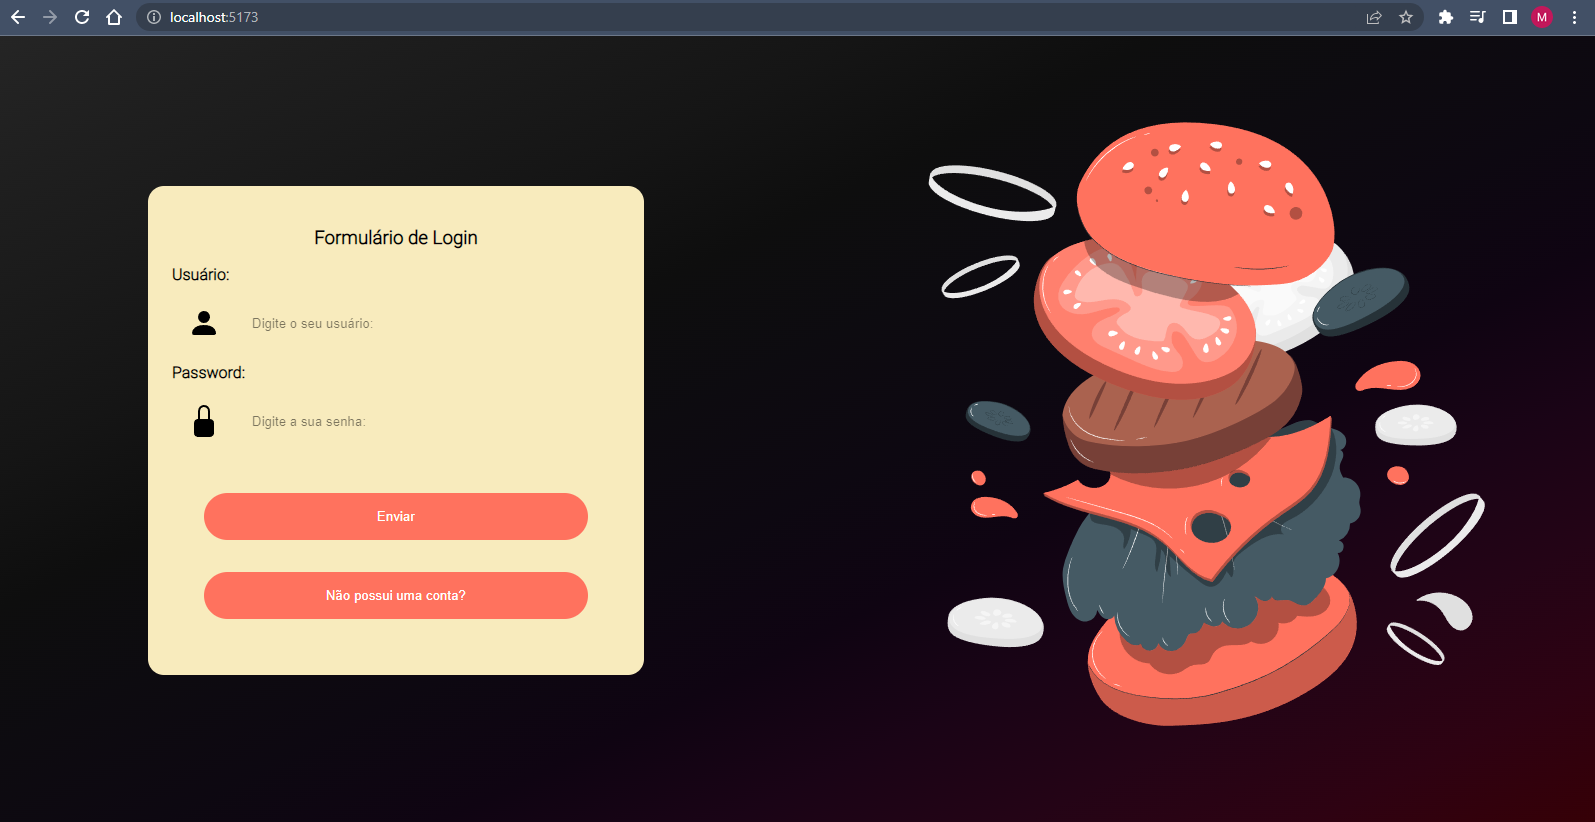 localhost:5173
M
Formulário de Login
Usuário:
Digite o seu usuário:
Password:
Digite a sua senha:
Enviar
Não possui uma conta?